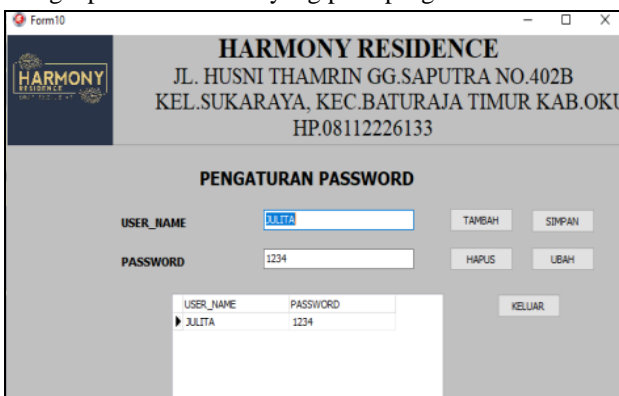 Form10
HARMONY RESIDENCE
JL. HUSNI THAMRIN GG.SAPUTRA NO.402B
KEL.SUKARAYA, KEC.BATURAJA TIMUR KAB.OKU
HP.08112226133
HARMONY
RESIDENCE
PENGATURAN PASSWORD
USER_NAME JULITA TAMBAH SIMPAN
PASSWORD 1234 HAPUS UBAH
USER_NAME PASSWORD KELUAR
JULITA 1234